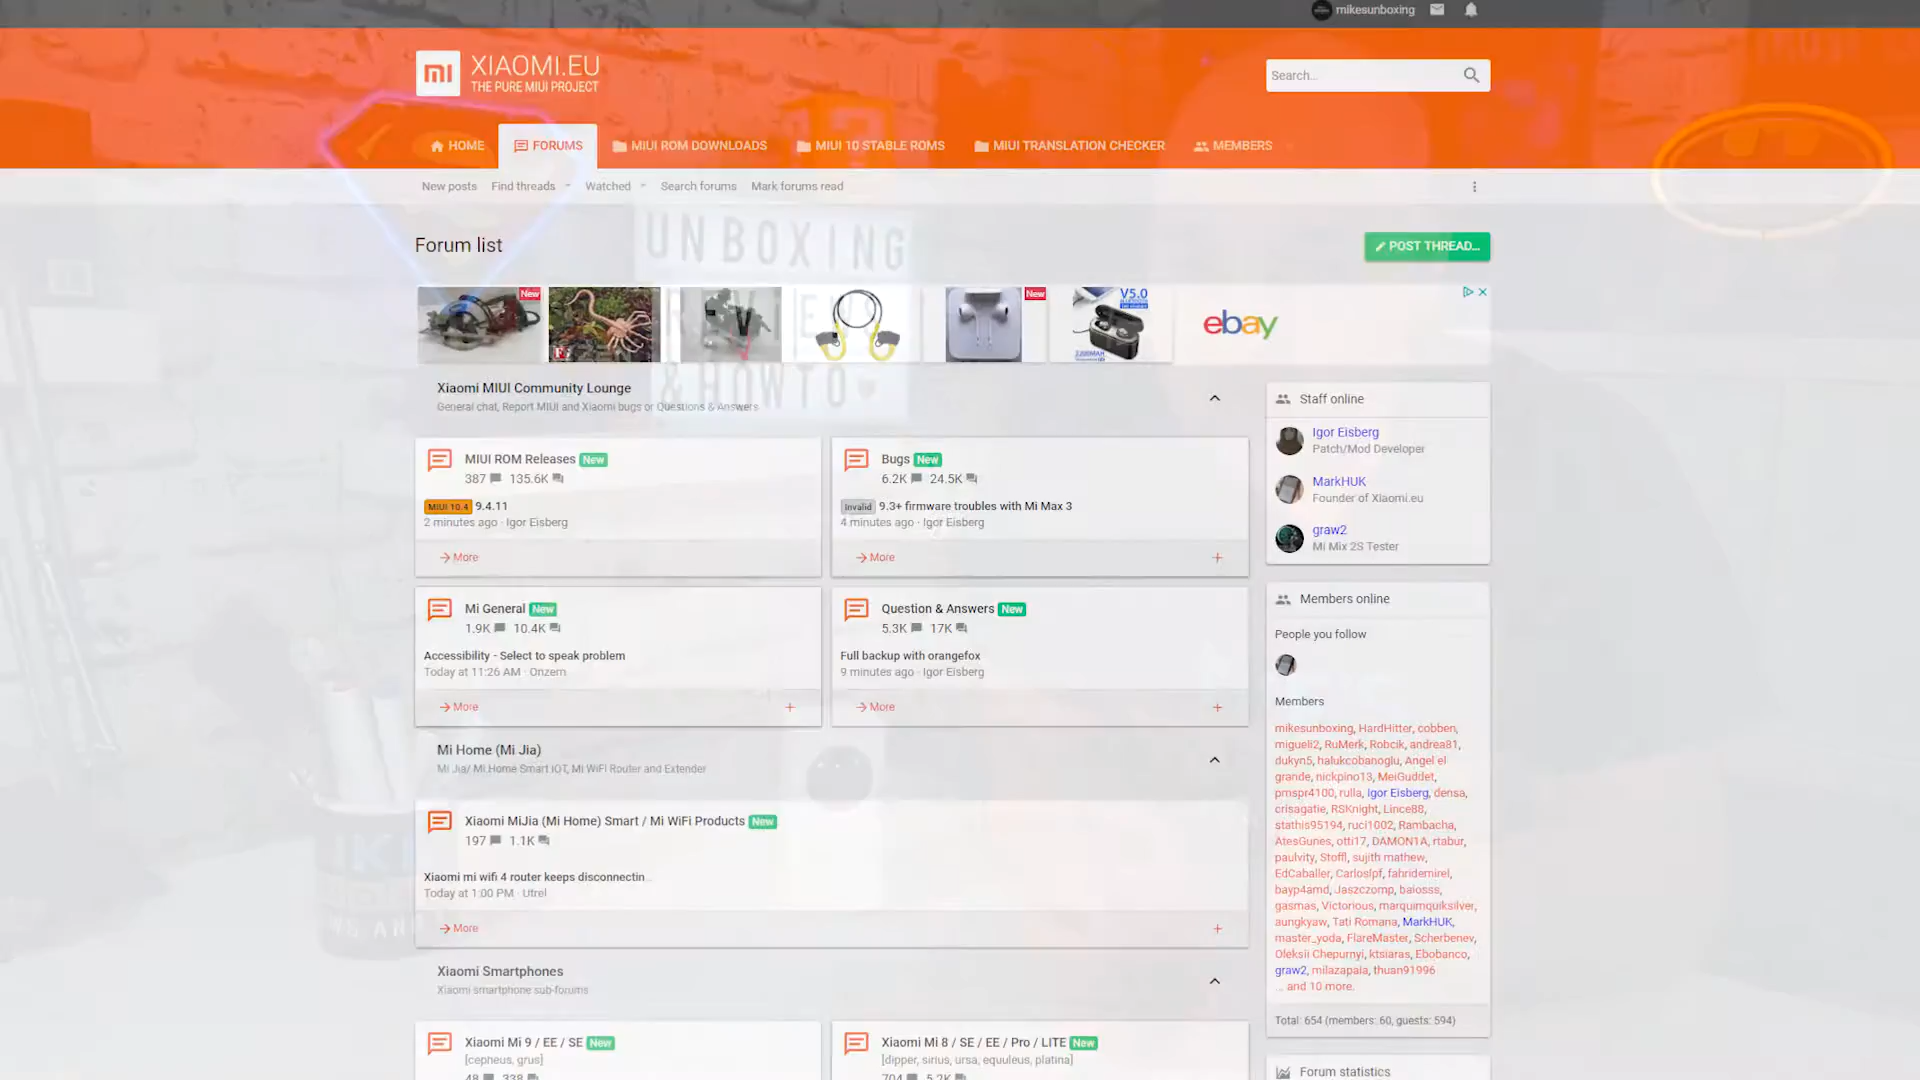 mikesunboxing
mi
XIAOMI.EU
THE PURE MIUI PROJECT
Search...
HOME
FORUMS
MIUI ROM DOWNLOADS
MIUI 10 STABLE ROMS
MIUI TRANSLATION CHECKER
MEMBERS
New posts
Find threads
Watched
Search forums
Mark forums read
UNBOXING
& HOWTO
Forum list
POST THREAD...
New
New
V5.0
ebay
Xiaomi MIUI Community Lounge
General chat, Report MIUI and Xiaomi bugs or Questions & Answers
MIUI ROM Releases New
387 135.6K
MIUI 10.4 9.4.11
2 minutes ago · Igor Eisberg
More
Bugs New
6.2K 24.5K
Invalid 9.3+ firmware troubles with Mi Max 3
4 minutes ago · Igor Eisberg
More
Mi General New
1.9K 10.4K
Accessibility - Select to speak problem
Today at 11:26 AM · Onzern
More
Question & Answers New
5.3K 17K
Full backup with orangefox
9 minutes ago · Igor Eisberg
More
Mi Home (Mi Jia)
Mi Jia/ Mi Home Smart IOT, Mi WiFi Router and Extender
Xiaomi MiJia (Mi Home) Smart / Mi WiFi Products New
197 1.1K
Xiaomi mi wifi 4 router keeps disconnectin
Today at 1:00 PM · Utrel
More
Xiaomi Smartphones
Xiaomi smartphone sub-forums
Xiaomi Mi 9 / EE / SE New
[cepheus, grus]
48 338
Xiaomi Mi 8 / SE / EE / Pro / LITE New
[dipper, sirius, ursa, equuleus, platina]
704 5.2K
Staff online
Igor Eisberg
Patch/Mod Developer
MarkHUK
Founder of Xiaomi.eu
graw2
Mi Mix 2S Tester
Members online
People you follow
Members
mikesunboxing, HardHitter, cobben,
migueli2, RuMerk, Robcik, andrea81,
dukyn5, halukcobanoglu, Angel el
grande, nickpino13, MeiGuddet,
pmspr4100, rulla, Igor Eisberg, densa,
crisagatie, RSKnight, Lince88,
stathis95194, ruci1002, Rambacha,
AtesGunes, otti17, DAMON1A, rtabur,
paulvity, Stoffl, sujith mathew,
EdCaballer, Carloslpf, fahridemirel,
bayp4amd, Jaszczomp, baiosss,
gasmas, Victorious, marquimquiksilver,
aungkyaw, Tati Romana, MarkHUK,
master_yoda, FlareMaster, Scherbenev,
Oleksii Chepurnyi, ktsiaras, Ebobanco,
graw2, milazapala, thuan91996
... and 10 more.
Total: 654 (members: 60, guests: 594)
Forum statistics